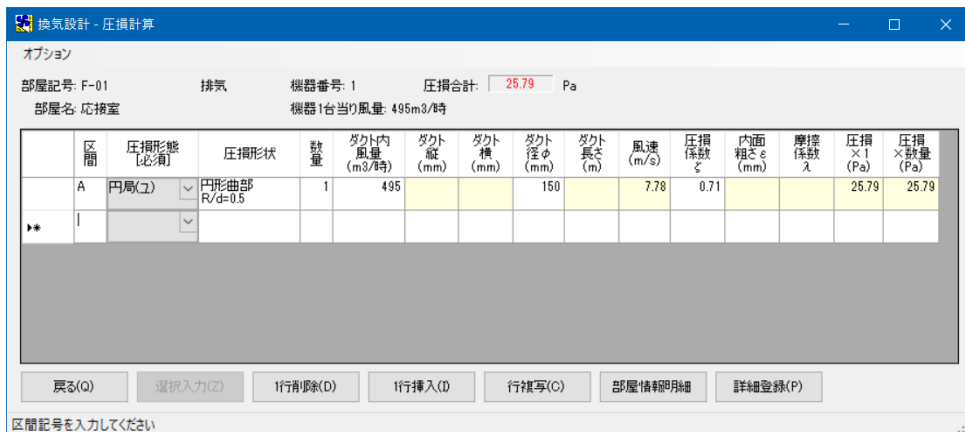 換気設計 - 圧損計算
オプション
部屋記号: F-01 排気 機器番号: 1 圧損合計: 25.79 Pa
部屋名: 応接室 機器1台当り風量: 495m3/時
区間 圧損形態[必須] 圧損形状 数量 ダクト内風量(m3/時) ダクト縦(mm) ダクト横(mm) ダクト径φ(mm) ダクト長さ(m) 風速(m/s) 圧損係数ζ 内面粗さε(mm) 摩擦係数λ 圧損×1(Pa) 圧損×数量(Pa)
A 円局(ユ) 円形曲部 R/d=0.5 1 495 150 7.78 0.71 25.79 25.79
戻る(Q) 選択入力(Z) 1行削除(D) 1行挿入(I) 行複写(C) 部屋情報明細 詳細登録(P)
区間記号を入力してください